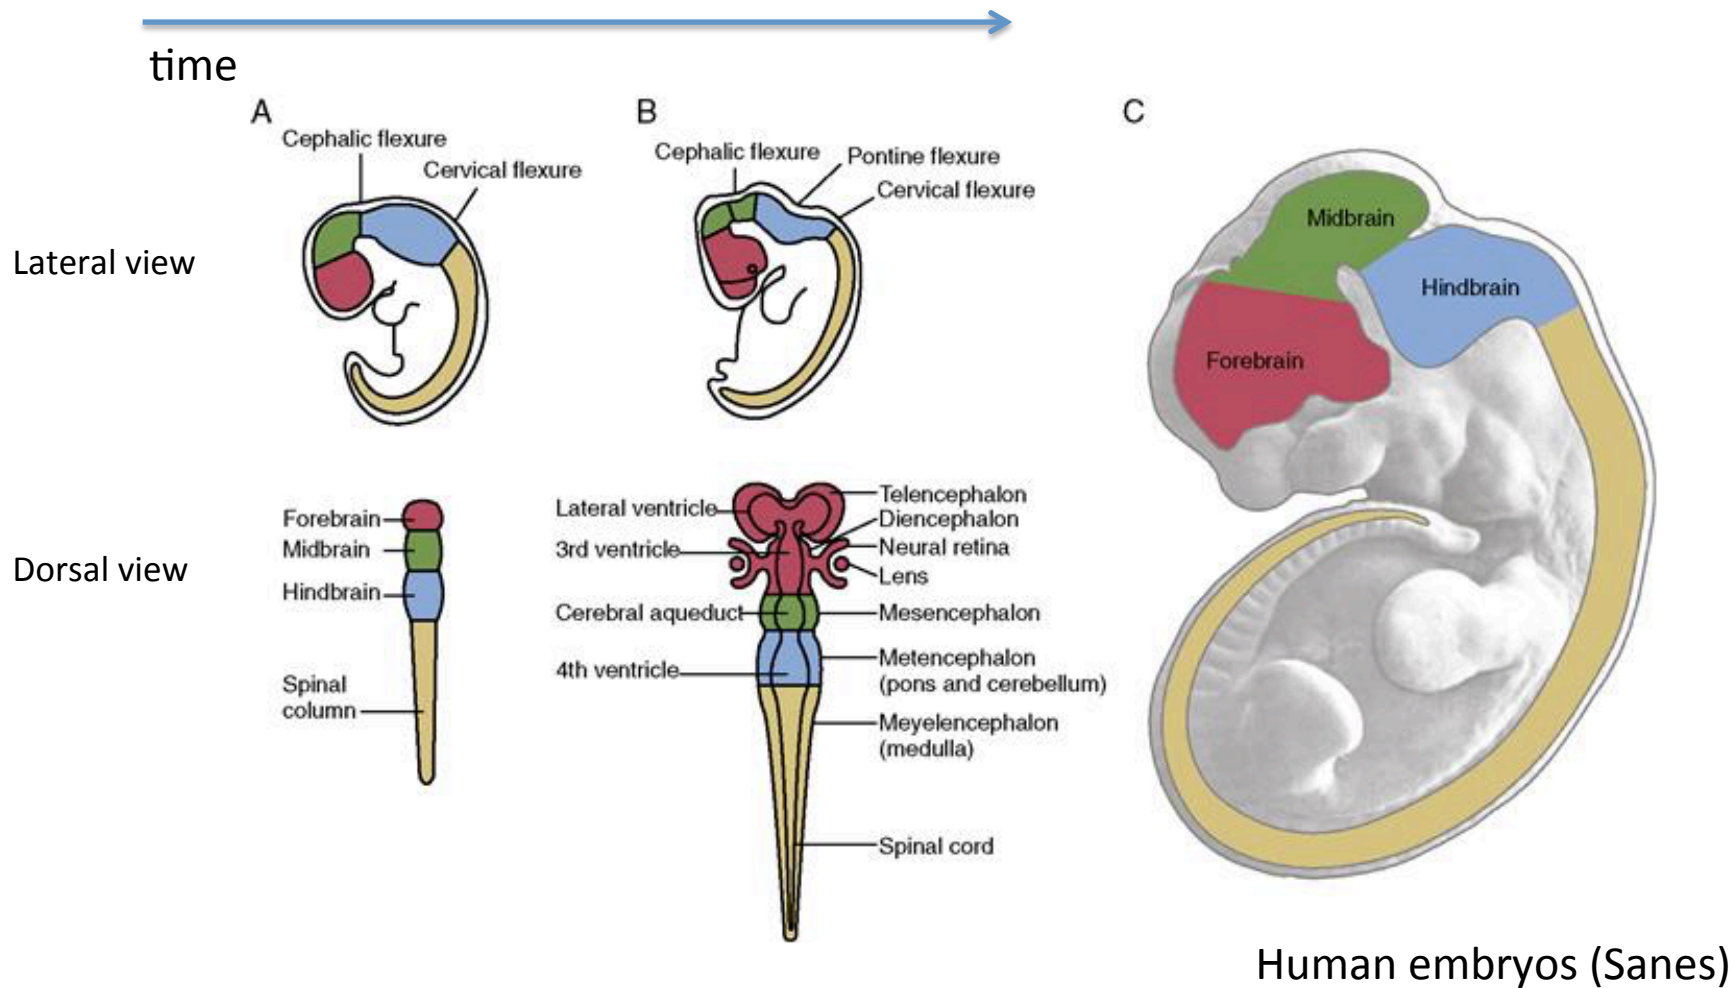 time
A
Cephalic flexure
Cervical flexure
B
Cephalic flexure
Pontine flexure
Cervical flexure
C
Midbrain
Hindbrain
Forebrain
Lateral view
Dorsal view
Forebrain
Midbrain
Hindbrain
Spinal
column
Lateral ventricle
3rd ventricle
Cerebral aqueduct
4th ventricle
Telencephalon
Diencephalon
Neural retina
Lens
Mesencephalon
Metencephalon
(pons and cerebellum)
Meyelencephalon
(medulla)
Spinal cord
Human embryos (Sanes)